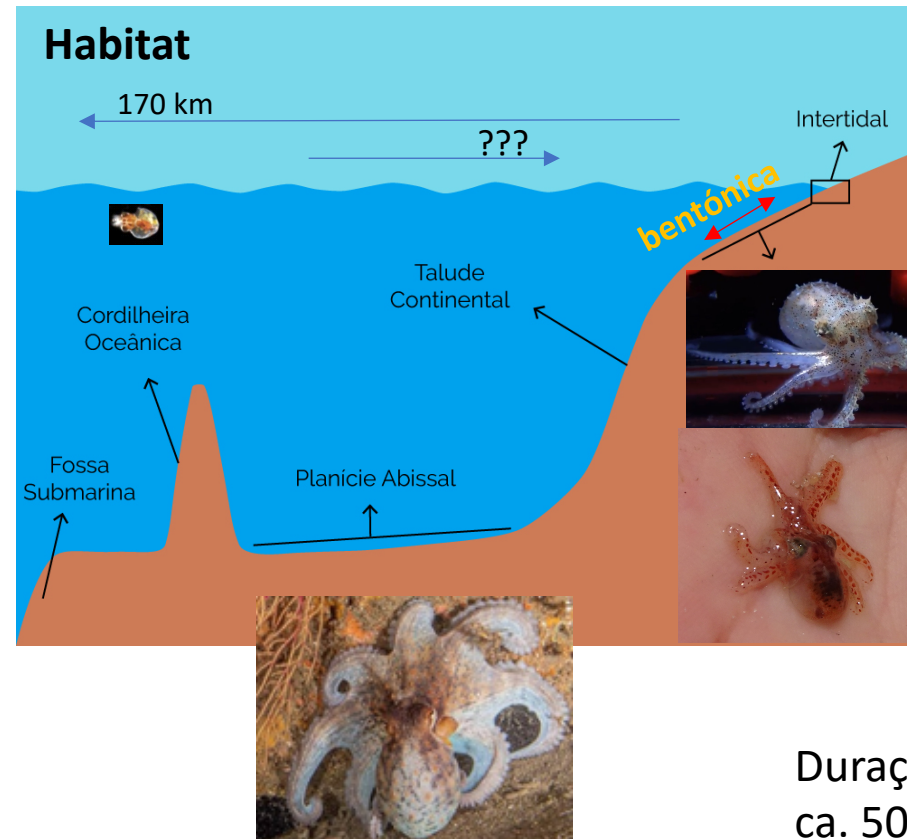 Habitat
170 km
???
Intertidal
bentónica
Talude
Continental
Cordilheira
Oceânica
Fossa
Submarina
Planície Abissal
Duraç
ca. 50